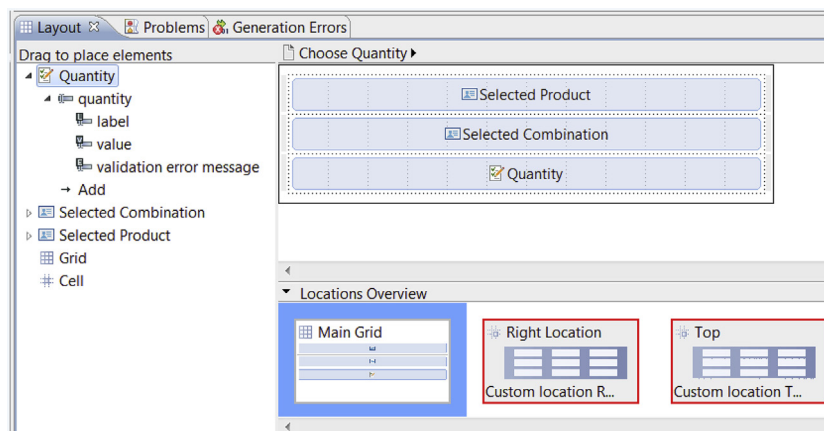 Layout Problems Generation Errors
Drag to place elements
Choose Quantity
Quantity
quantity
label
value
validation error message
Add
Selected Combination
Selected Product
Grid
Cell
Selected Product
Selected Combination
Quantity
Locations Overview
Main Grid
Right Location
Custom location R...
Top
Custom location T...